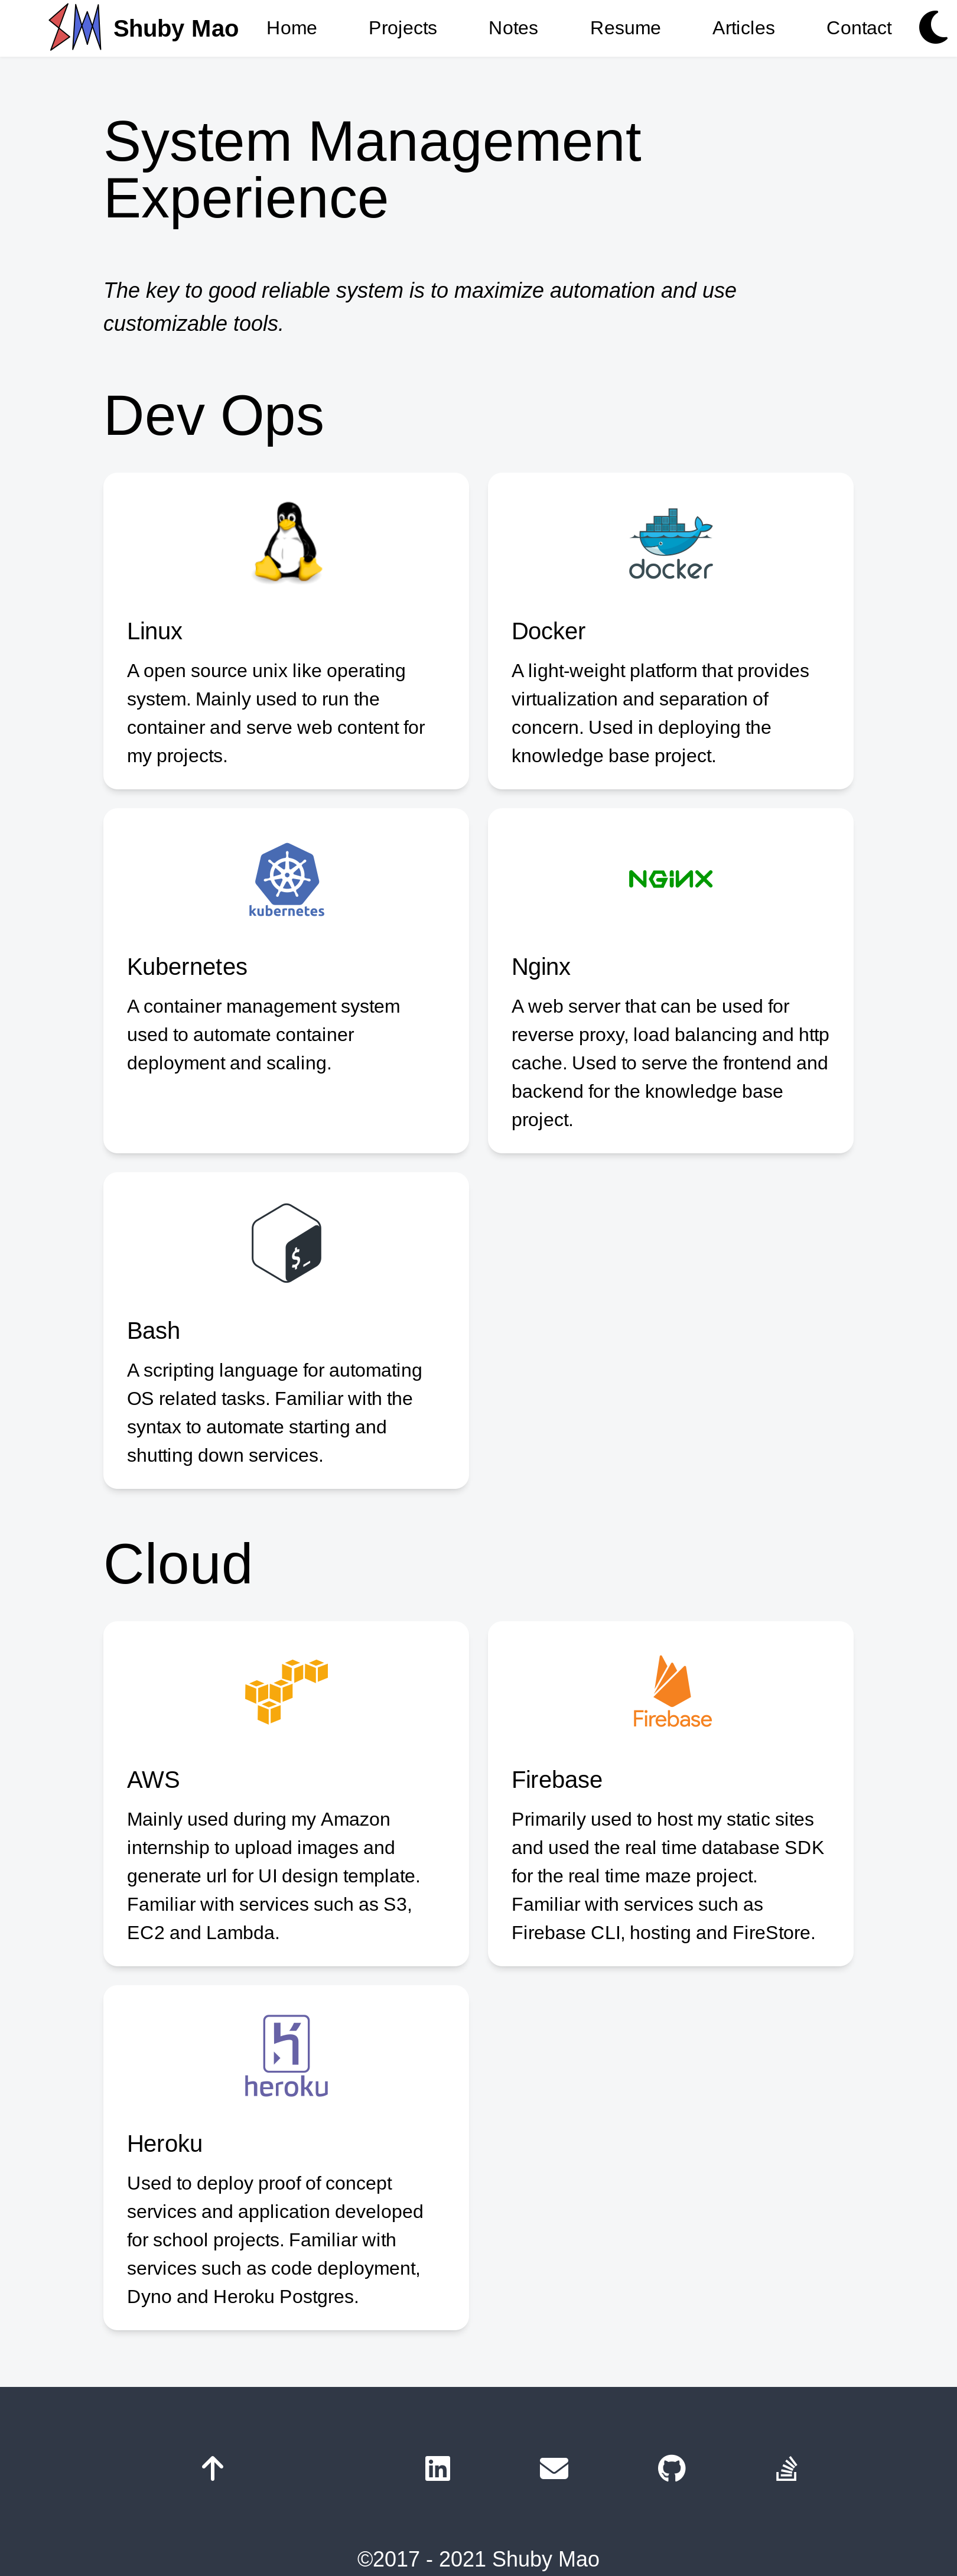 SM Shuby Mao Home Projects Notes Resume Articles Contact
System Management
Experience
The key to good reliable system is to maximize automation and use
customizable tools.
Dev Ops
docker
Linux
A open source unix like operating
system. Mainly used to run the
container and serve web content for
my projects.
Docker
A light-weight platform that provides
virtualization and separation of
concern. Used in deploying the
knowledge base project.
kubernetes
NGINX
Kubernetes
A container management system
used to automate container
deployment and scaling.
Nginx
A web server that can be used for
reverse proxy, load balancing and http
cache. Used to serve the frontend and
backend for the knowledge base
project.
$_
Bash
A scripting language for automating
OS related tasks. Familiar with the
syntax to automate starting and
shutting down services.
Cloud
Firebase
AWS
Mainly used during my Amazon
internship to upload images and
generate url for UI design template.
Familiar with services such as S3,
EC2 and Lambda.
Firebase
Primarily used to host my static sites
and used the real time database SDK
for the real time maze project.
Familiar with services such as
Firebase CLI, hosting and FireStore.
heroku
Heroku
Used to deploy proof of concept
services and application developed
for school projects. Familiar with
services such as code deployment,
Dyno and Heroku Postgres.
in
©2017 - 2021 Shuby Mao